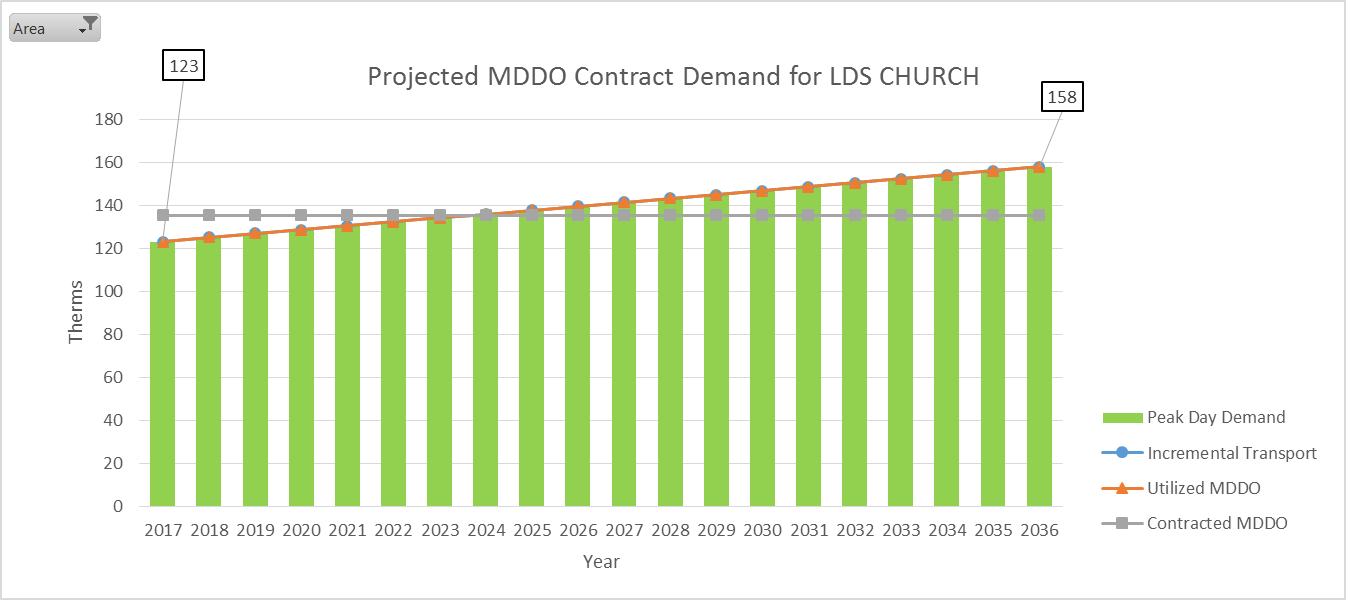 Area
123
Projected MDDO Contract Demand for LDS CHURCH
158
180
160
140
120
100
80
60
40
20
0
Therms
2017 2018 2019 2020 2021 2022 2023 2024 2025 2026 2027 2028 2029 2030 2031 2032 2033 2034 2035 2036
Year
Peak Day Demand
Incremental Transport
Utilized MDDO
Contracted MDDO